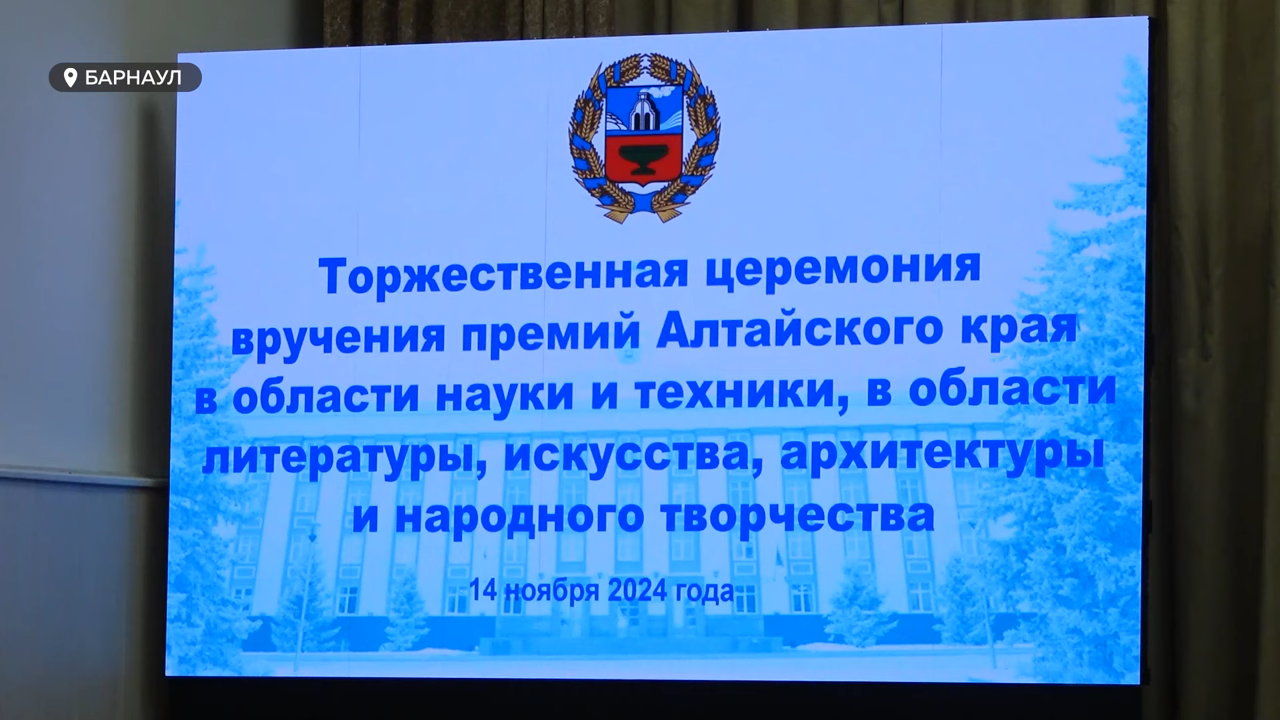 БАРНАУЛ
Торжественная церемония
вручения премий Алтайского края
в области науки и техники, в области
литературы, искусства, архитектуры
и народного творчества
14 ноября 2024 года